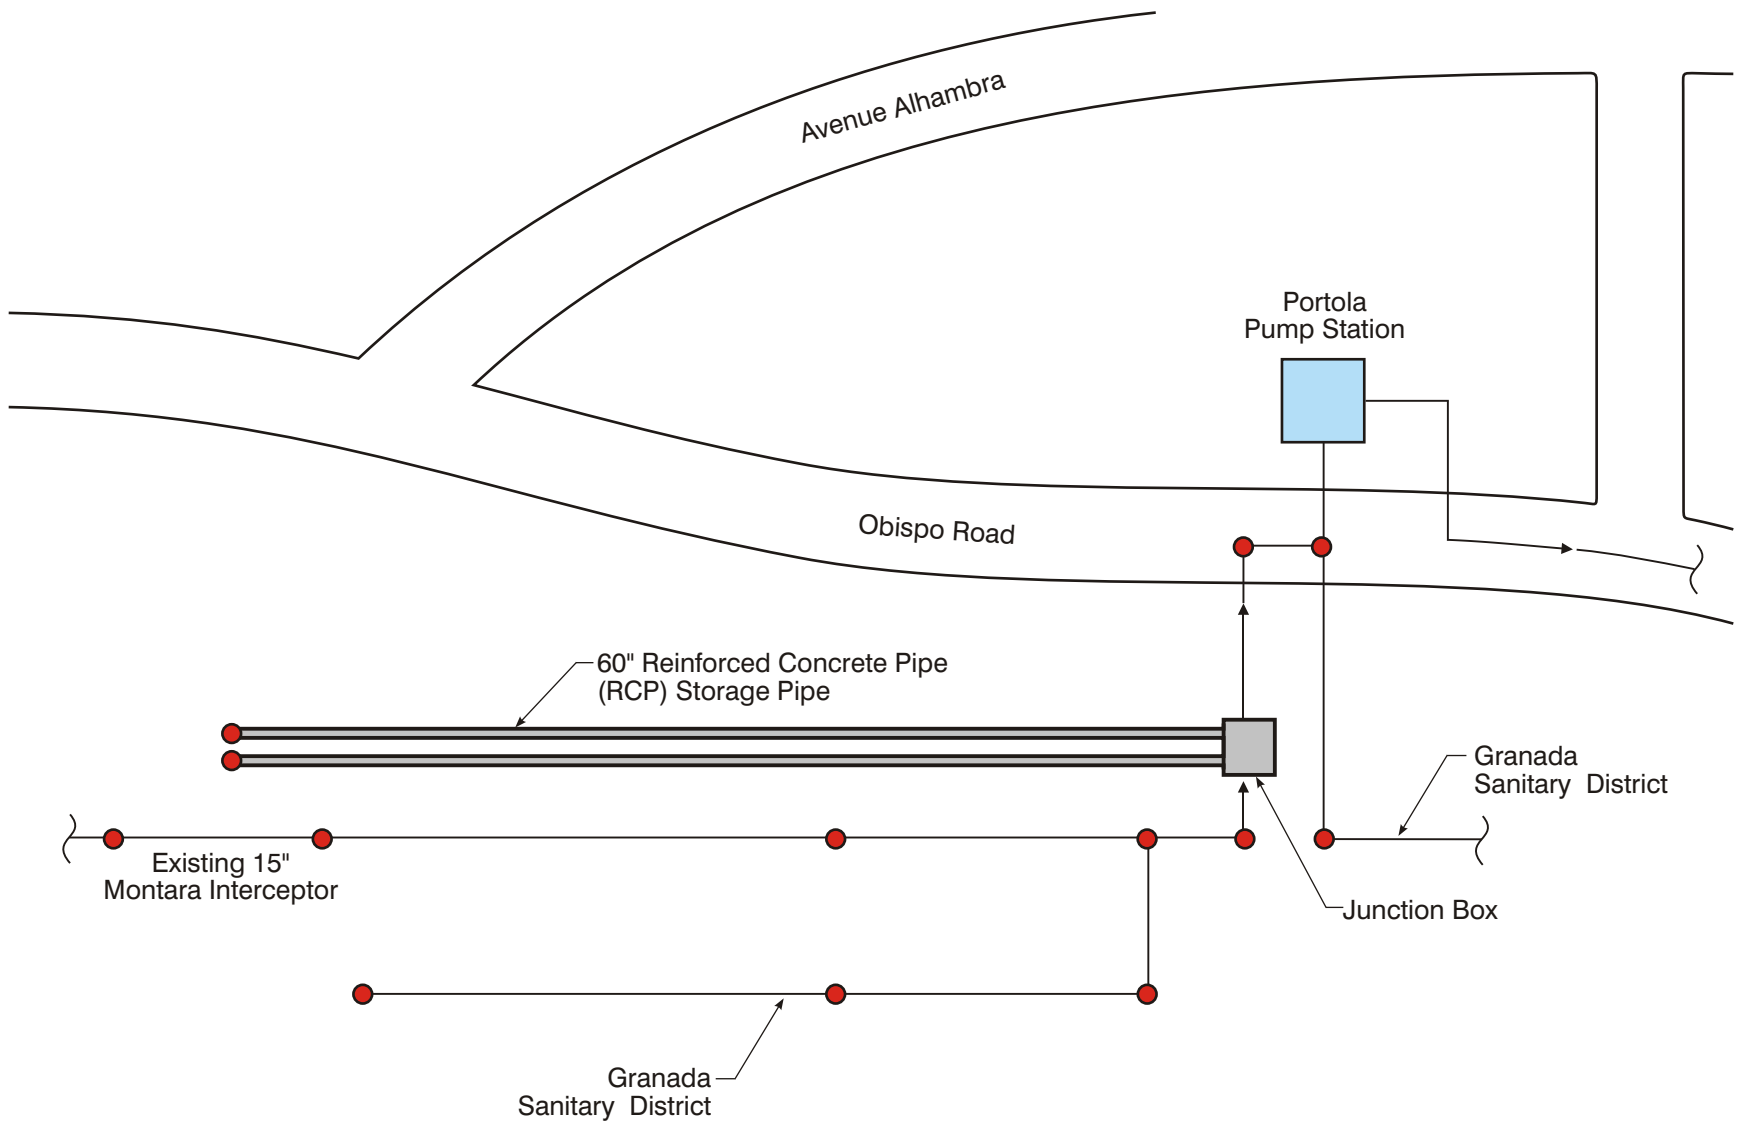 Avenue Alhambra
Portola
Pump Station
Obispo Road
60" Reinforced Concrete Pipe
(RCP) Storage Pipe
Granada
Sanitary District
Existing 15"
Montara Interceptor
Junction Box
Granada
Sanitary District